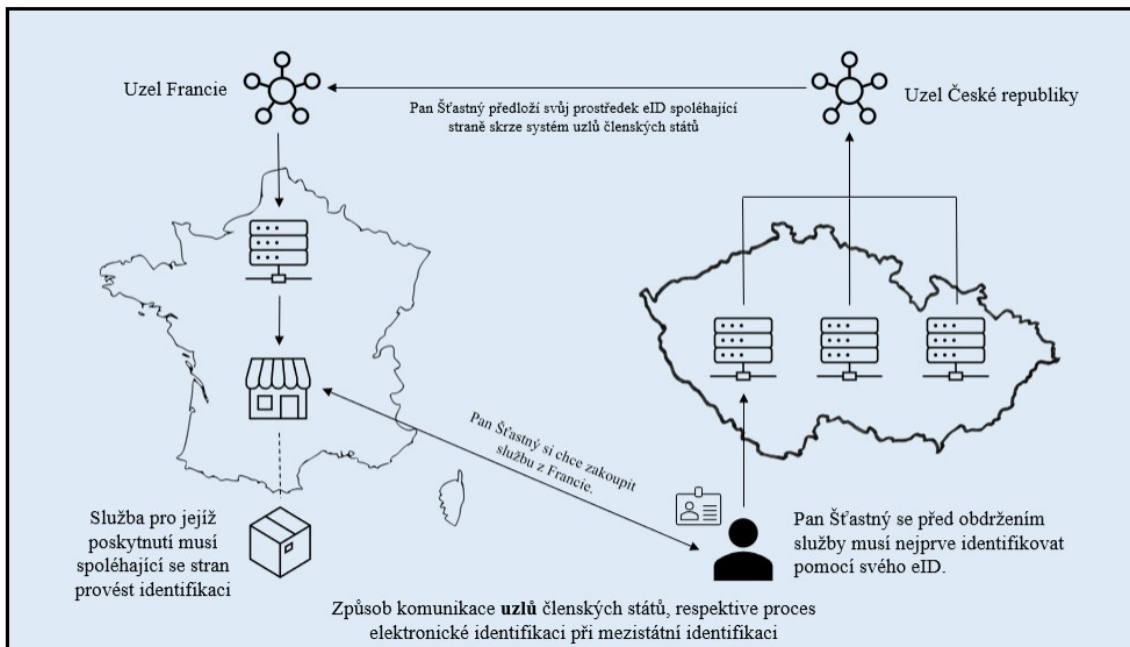 Uzel Francie
Uzel České republiky
Pan Šťastný předloží svůj prostředek eID spoléhající
straně skrze systém uzlů členských států
Pan Šťastný si chce zakoupit
službu z Francie.
Služba pro jejíž
poskytnutí musí
spoléhající se stran
provést identifikaci
Pan Šťastný se před obdržením
služby musí nejprve identifikovat
pomocí svého eID.
Způsob komunikace uzlů členských států, respektive proces
elektronické identifikaci při mezistátní identifikaci